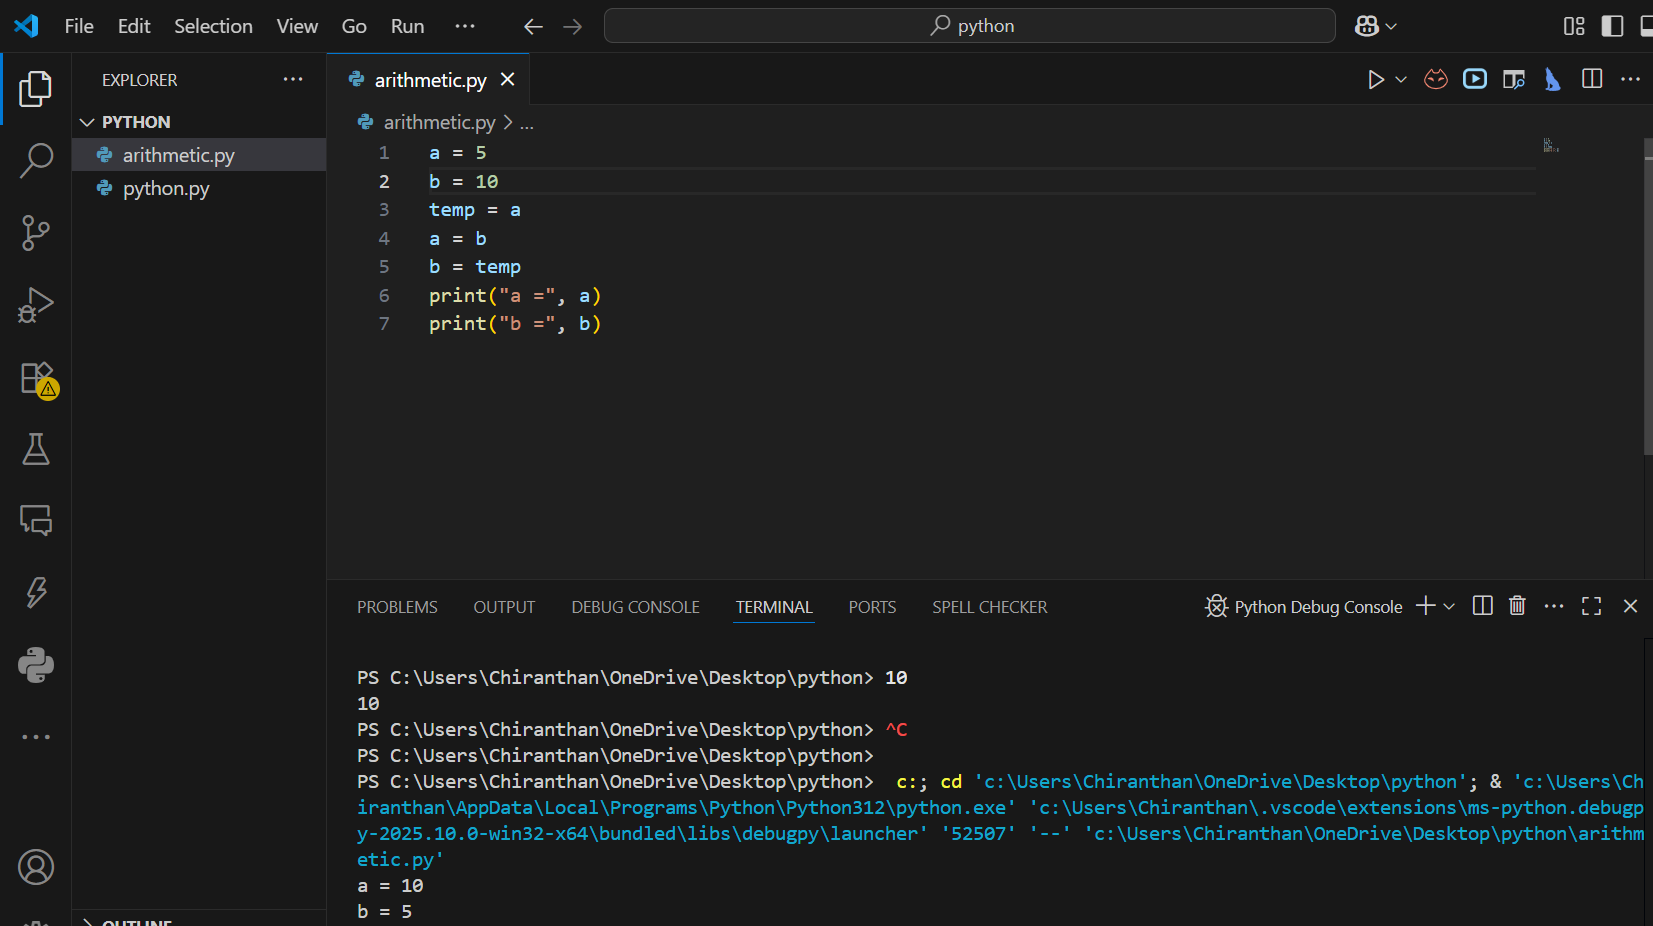 File Edit Selection View Go Run ... python
EXPLORER ...
PYTHON
arithmetic.py
python.py
arithmetic.py
arithmetic.py > ...
1 a = 5
2 b = 10
3 temp = a
4 a = b
5 b = temp
6 print("a =", a)
7 print("b =", b)
PROBLEMS OUTPUT DEBUG CONSOLE TERMINAL PORTS SPELL CHECKER Python Debug Console
PS C:\Users\Chiranthan\OneDrive\Desktop\python> 10
10
PS C:\Users\Chiranthan\OneDrive\Desktop\python> ^C
PS C:\Users\Chiranthan\OneDrive\Desktop\python>
PS C:\Users\Chiranthan\OneDrive\Desktop\python>  c:; cd 'c:\Users\Chiranthan\OneDrive\Desktop\python'; & 'c:\Users\Ch
iranthan\AppData\Local\Programs\Python\Python312\python.exe' 'c:\Users\Chiranthan\.vscode\extensions\ms-python.debugp
y-2025.10.0-win32-x64\bundled\libs\debugpy\launcher' '52507' '--' 'c:\Users\Chiranthan\OneDrive\Desktop\python\arithm
etic.py'
a = 10
b = 5
OUTLINE